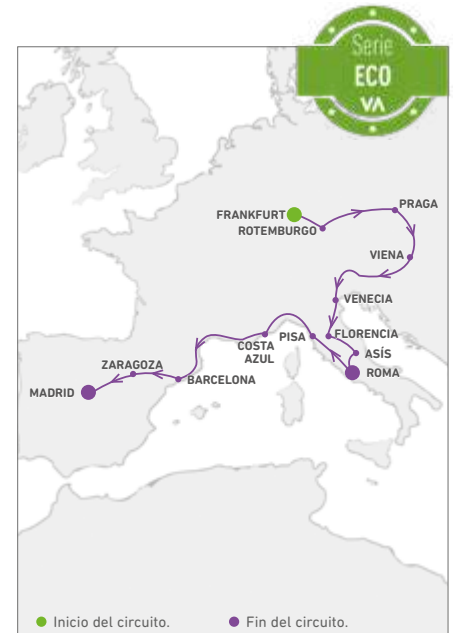 Serie
ECO
VA
PRAGA
FRANKFURT
ROTEMBURGO
VIENA
VENECIA
FLORENCIA
PISA
COSTA
AZUL
ASÍS
ZARAGOZA
ROMA
BARCELONA
MADRID
Inicio del circuito.
Fin del circuito.